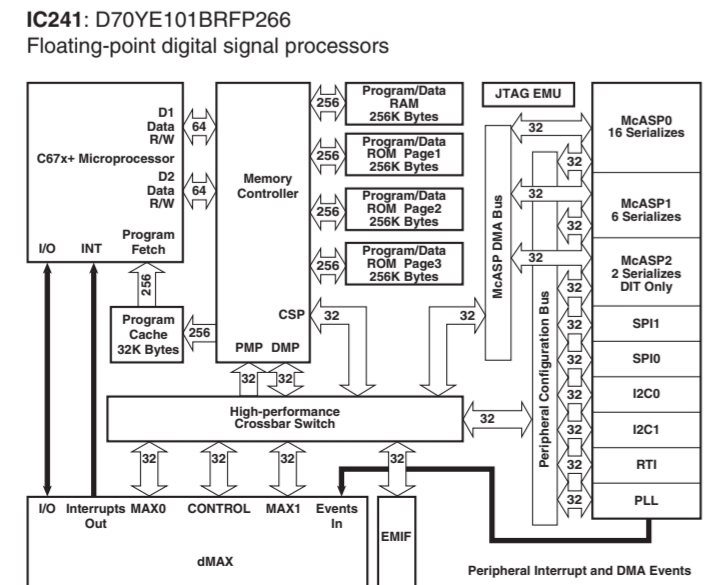 IC241: D70YE101BRFP266
Floating-point digital signal processors
D1
Data
R/W
64
C67x+ Microprocessor
D2
Data
R/W
64
I/O
INT
Program
Fetch
256
Program
Cache
32K Bytes
256
Memory
Controller
CSP
PMP
DMP
256
Program/Data
RAM
256K Bytes
256
Program/Data
ROM Page1
256K Bytes
256
Program/Data
ROM Page2
256K Bytes
256
Program/Data
ROM Page3
256K Bytes
32
32
32
32
High-performance
Crossbar Switch
32
32
32
32
32
I/O
Interrupts
Out
MAX0
CONTROL
MAX1
Events
In
dMAX
EMIF
JTAG EMU
McASP DMA Bus
Peripheral Configuration Bus
32
32
McASP0
16 Serializes
32
32
McASP1
6 Serializes
32
32
McASP2
2 Serializes
DIT Only
32
SPI1
32
SPI0
32
I2C0
32
I2C1
32
RTI
32
PLL
Peripheral Interrupt and DMA Events